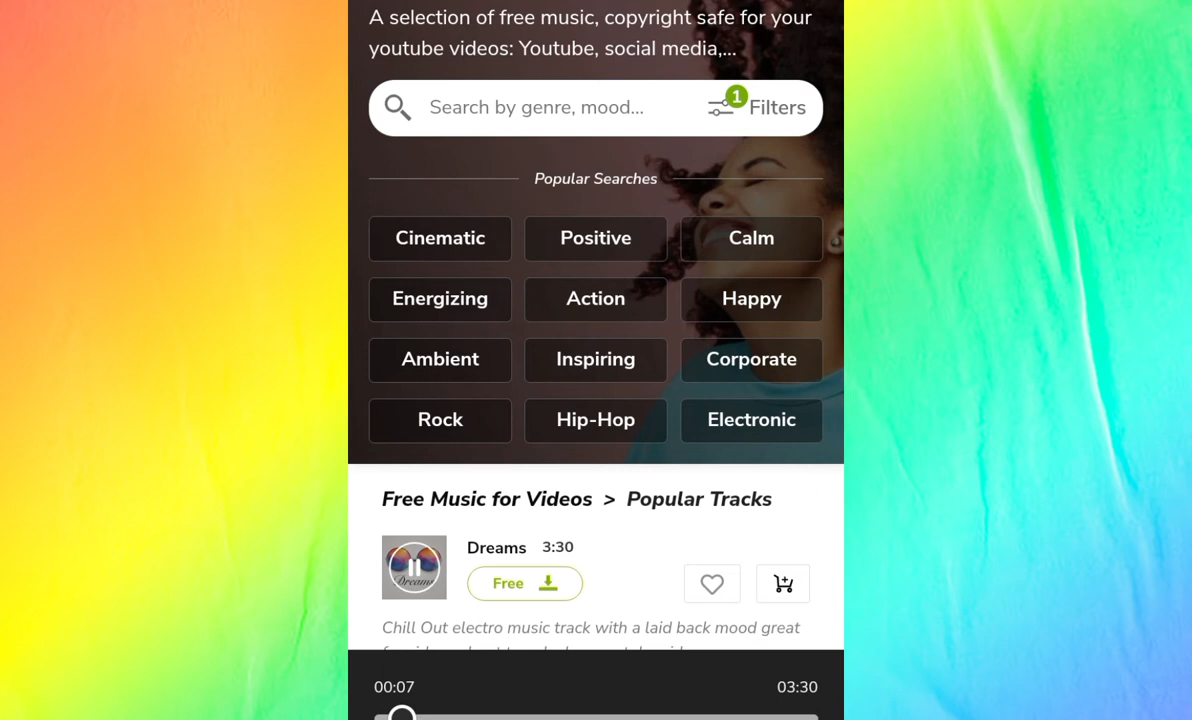 A selection of free music, copyright safe for your
youtube videos: Youtube, social media,...
Search by genre, mood...
1
Filters
Popular Searches
Cinematic
Positive
Calm
Energizing
Action
Happy
Ambient
Inspiring
Corporate
Rock
Hip-Hop
Electronic
Free Music for Videos > Popular Tracks
Dreams 3:30
Dreams
Free
Chill Out electro music track with a laid back mood great
00:07
03:30